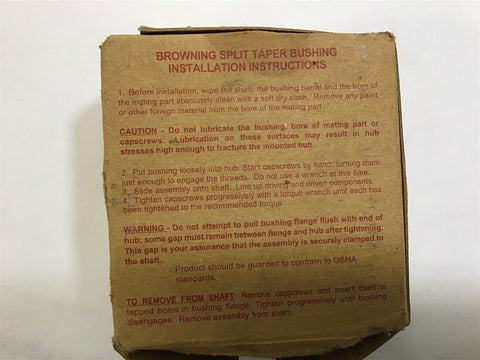 BROWNING SPLIT TAPER BUSHING
INSTALLATION INSTRUCTIONS
1. Before installation, wipe the shaft, the bushing barrel and the bore of
the mating part absolutely clean with a soft dry cloth. Remove any paint
or other foreign material from the bore of the mating part.
CAUTION - Do not lubricate the bushing, bore of mating part or
capscrews. Lubrication on these surfaces may result in hub
stresses high enough to fracture the mounted hub.
2. Put bushing loosely into hub. Start capscrews by hand, turning them
just enough to engage the threads. Do not use a wrench at this time.
3. Slide assembly onto shaft. Line up driving and driven components.
4. Tighten capscrews progressively with a torque wrench until each has
been tightened to the recommended torque.
WARNING - Do not attempt to pull bushing flange flush with end of
hub; some gap must remain between flange and hub after tightening.
This gap is your assurance that the assembly is securely clamped to
the shaft.
- Product should be guarded to conform to OSHA
standards.
TO REMOVE FROM SHAFT: Remove capscrews and insert them in
tapped holes in bushing flange. Tighten progressively until bushing
disengages. Remove assembly from shaft.